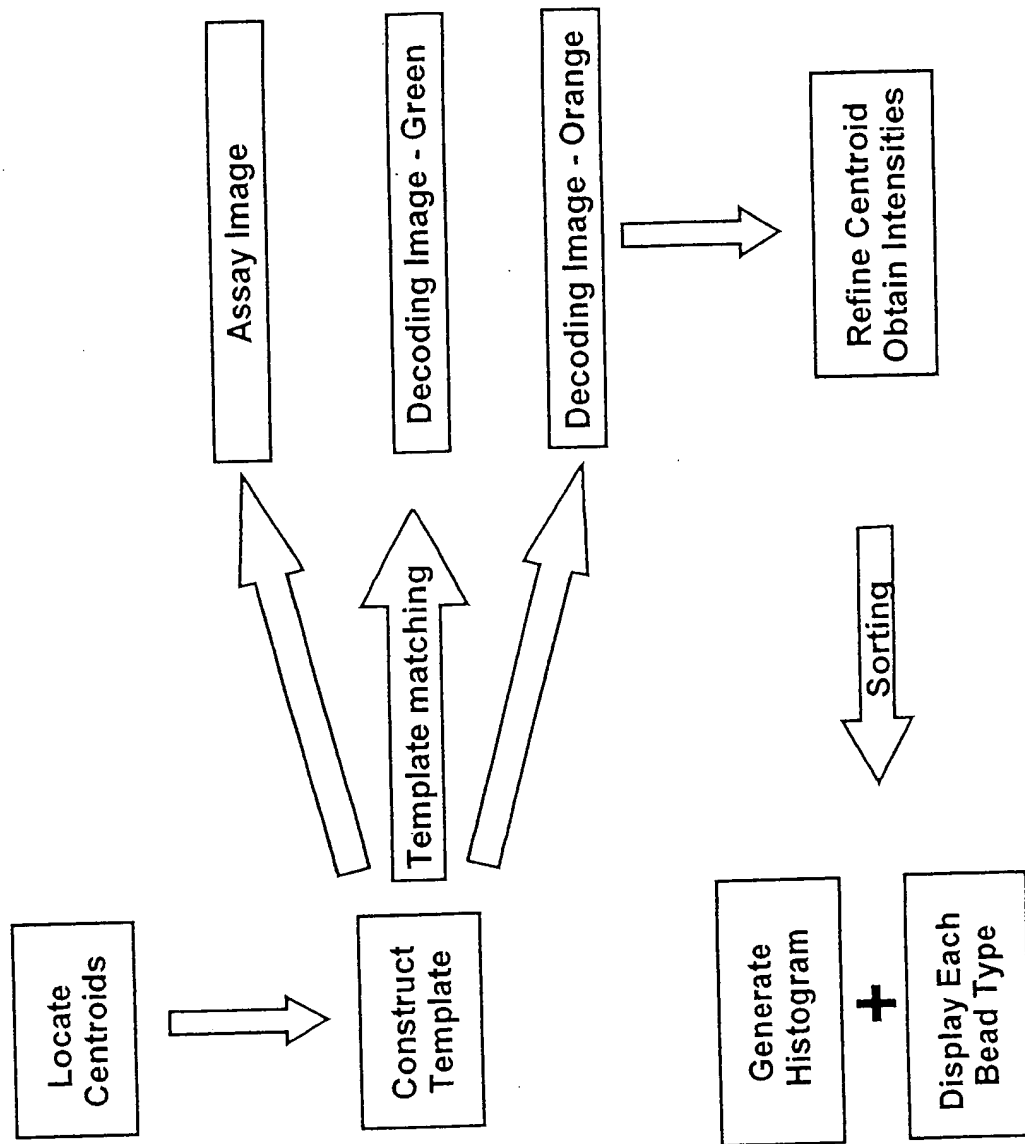 Locate
Centroids
Construct
Template
Template matching
Assay Image
Decoding Image - Green
Decoding Image - Orange
Refine Centroid
Obtain Intensities
Sorting
Generate
Histogram
+
Display Each
Bead Type